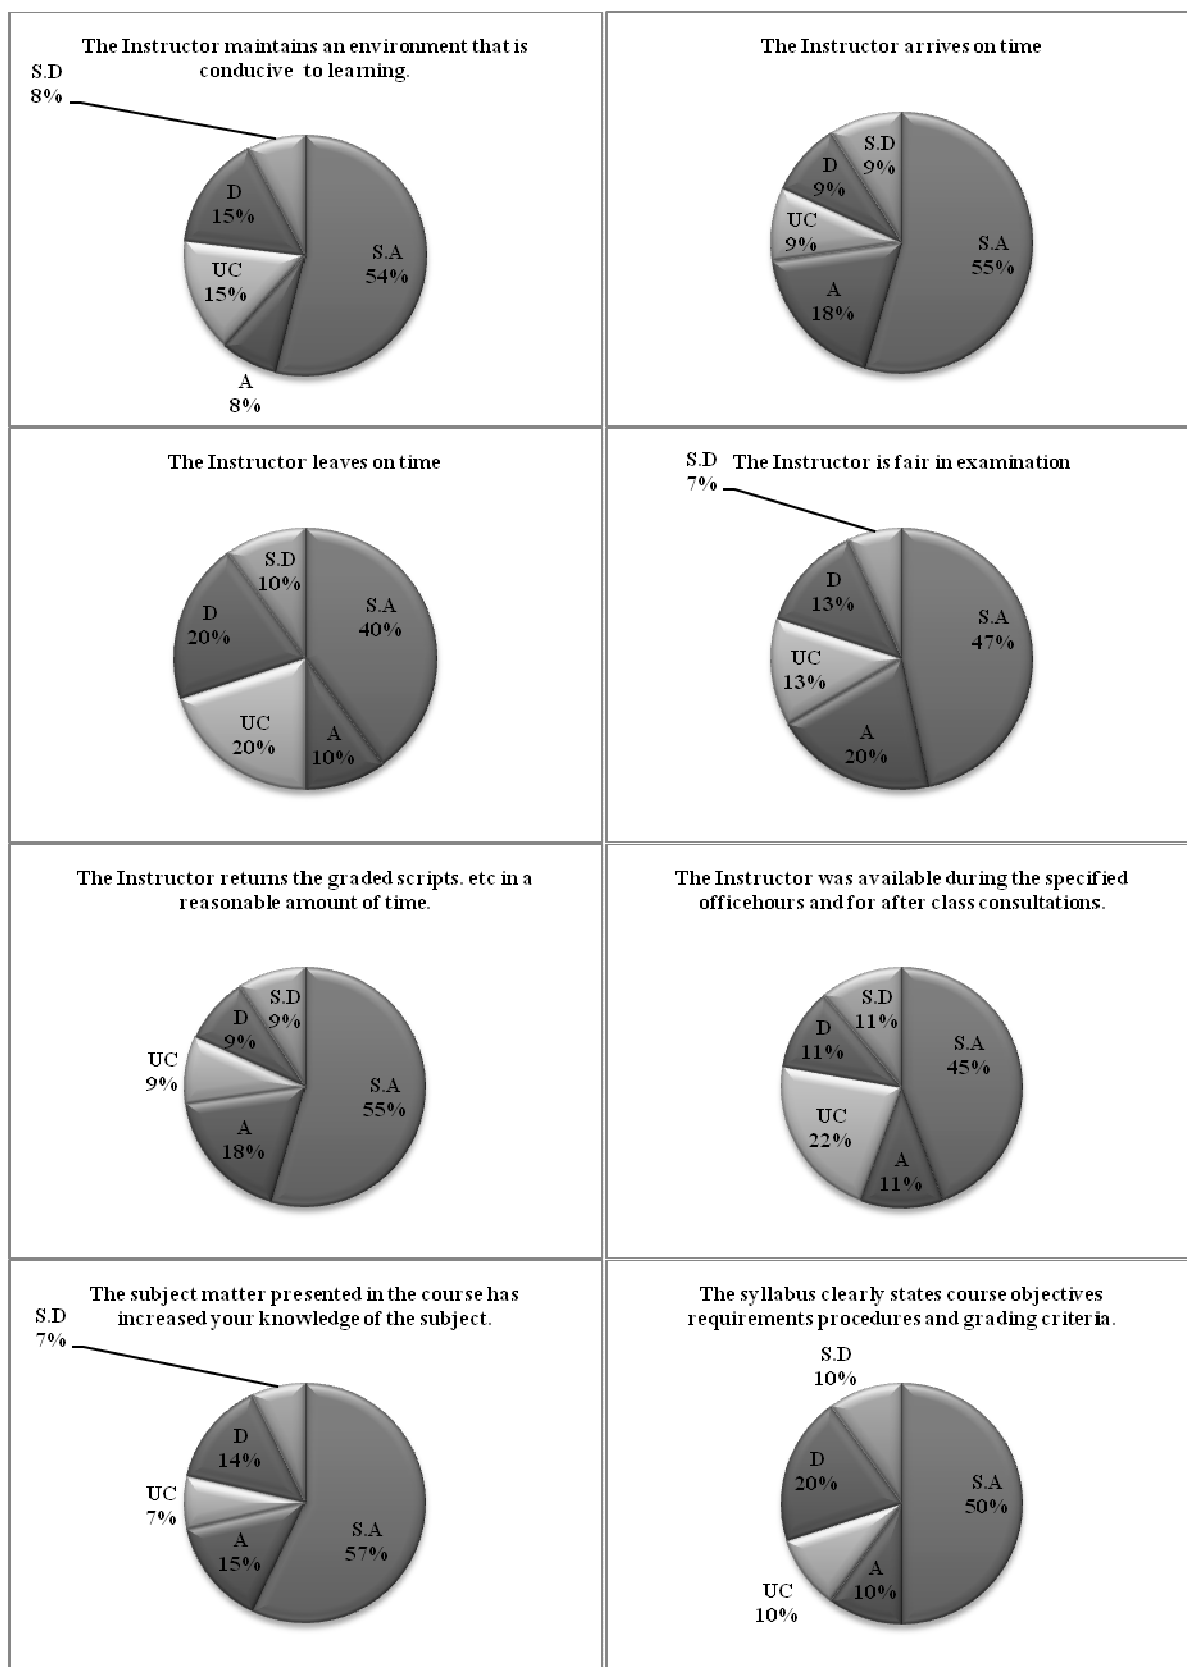 The Instructor maintains an environment that is
conducive to learning.
S.D
8%
D
15%
UC
15%
S.A
54%
A
8%
The Instructor arrives on time
S.D
9%
D
9%
UC
9%
S.A
55%
A
18%
The Instructor leaves on time
S.D
10%
S.A
40%
D
20%
UC
20%
A
10%
The Instructor is fair in examination
S.D
7%
D
13%
S.A
47%
UC
13%
A
20%
The Instructor returns the graded scripts. etc in a
reasonable amount of time.
S.D
9%
D
9%
UC
9%
S.A
55%
A
18%
The Instructor was available during the specified
officehours and for after class consultations.
S.D
11%
D
11%
S.A
45%
UC
22%
A
11%
The subject matter presented in the course has
increased your knowledge of the subject.
S.D
7%
D
14%
UC
7%
S.A
57%
A
15%
The syllabus clearly states course objectives
requirements procedures and grading criteria.
S.D
10%
D
20%
S.A
50%
A
10%
UC
10%